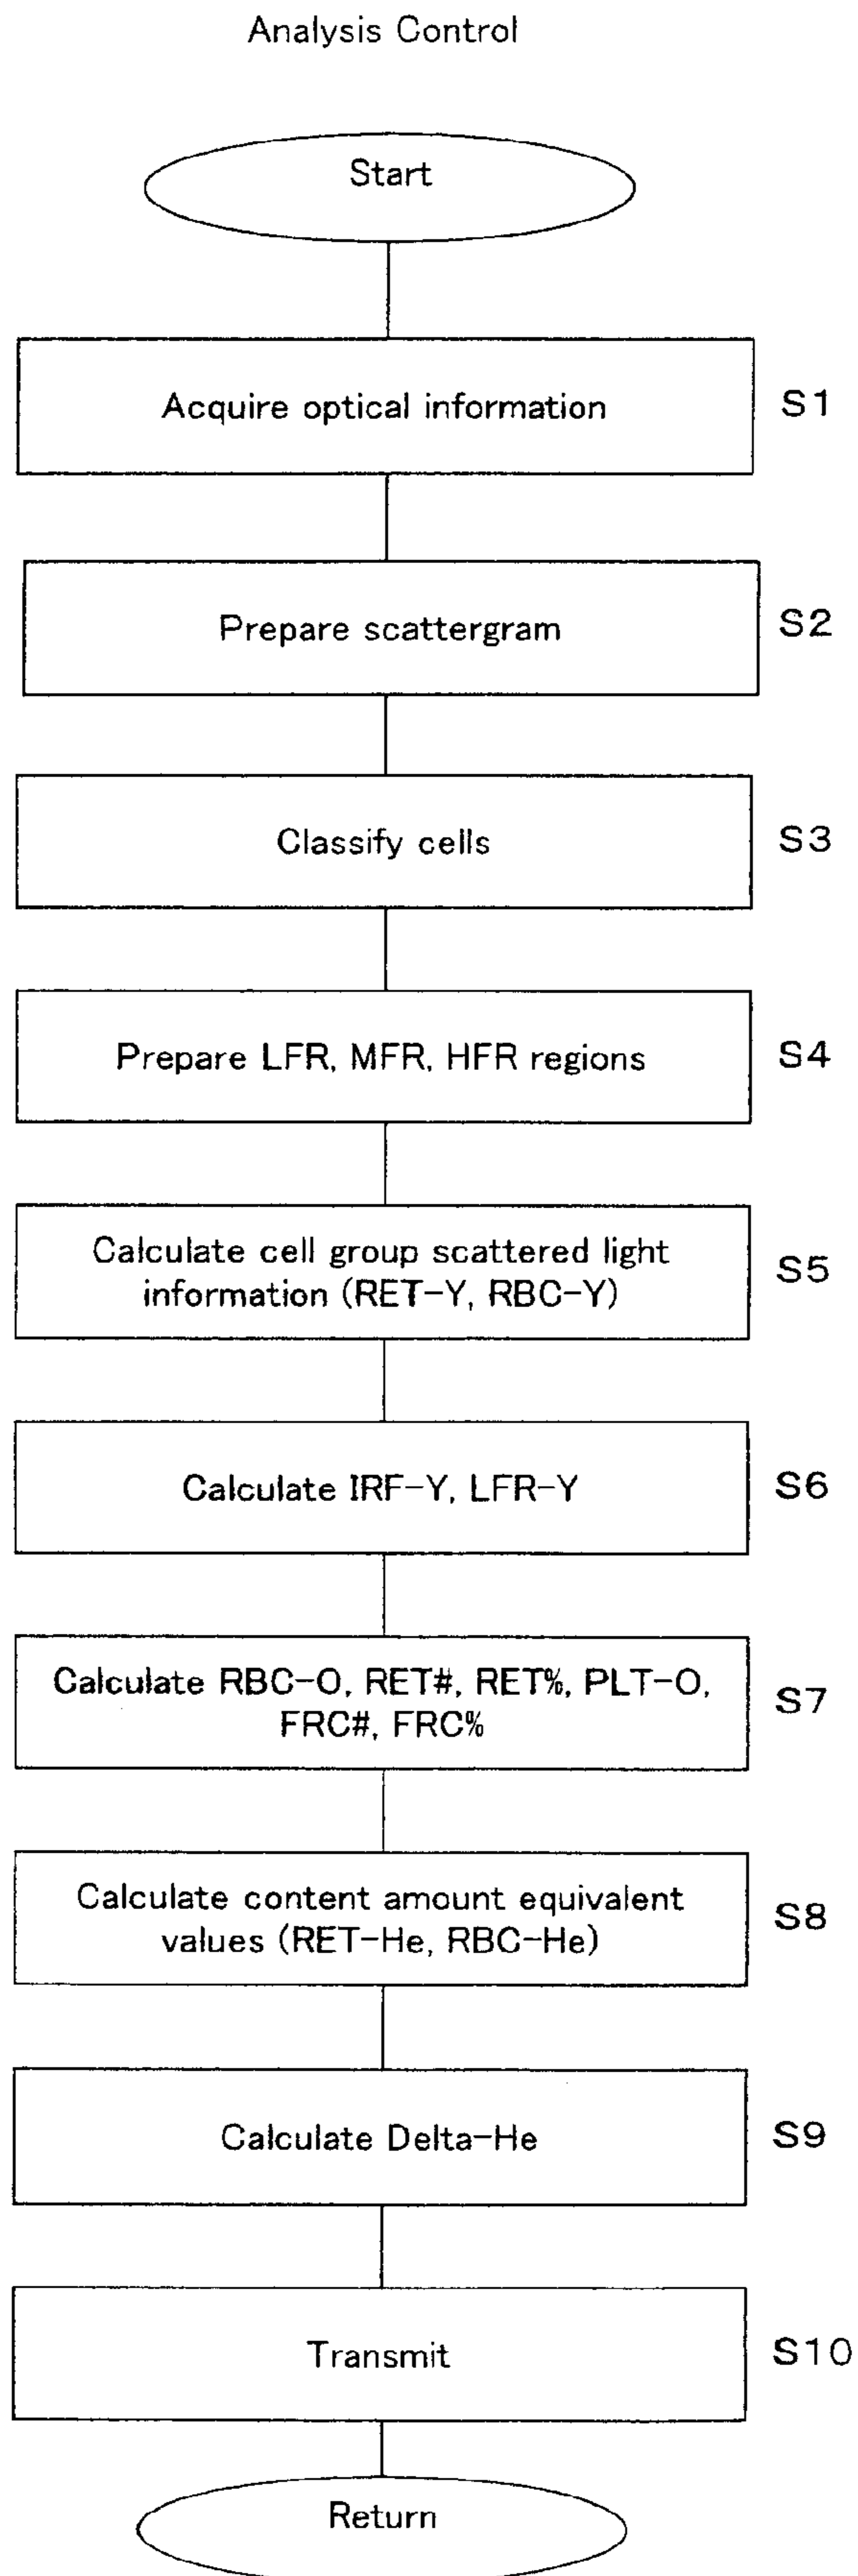 Analysis Control
Start
Acquire optical information
S1
Prepare scattergram
S2
Classify cells
S3
Prepare LFR, MFR, HFR regions
S4
Calculate cell group scattered light
information (RET-Y, RBC-Y)
S5
Calculate IRF-Y, LFR-Y
S6
Calculate RBC-O, RET#, RET%, PLT-O,
FRC#, FRC%
S7
Calculate content amount equivalent
values (RET-He, RBC-He)
S8
Calculate Delta-He
S9
Transmit
S10
Return